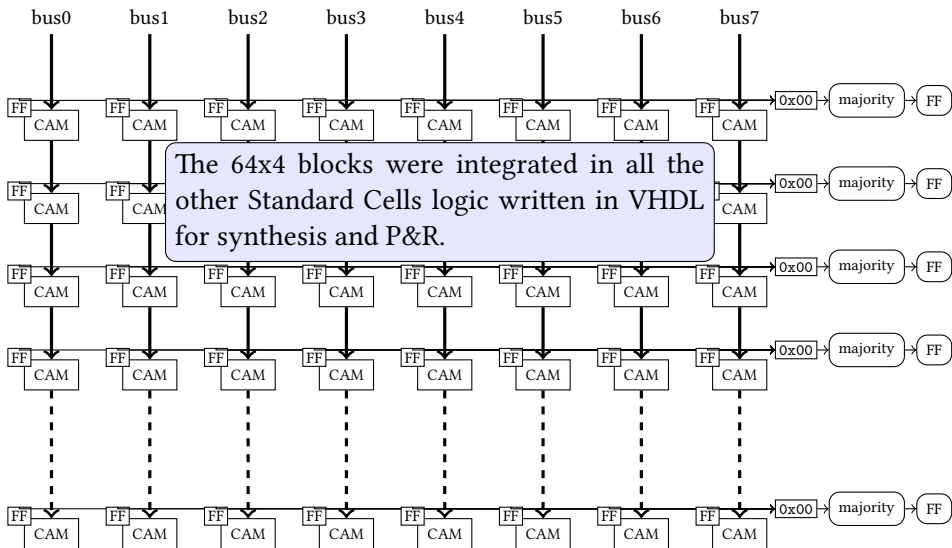 bus0 bus1 bus2 bus3 bus4 bus5 bus6 bus7
0x00 majority FF
FF FF FF FF FF FF FF FF
CAM CAM CAM CAM CAM CAM CAM CAM
The 64x4 blocks were integrated in all the
other Standard Cells logic written in VHDL
for synthesis and P&R.
0x00 majority FF
FF FF FF
CAM CAM CAM
0x00 majority FF
FF FF FF FF FF FF FF FF
CAM CAM CAM CAM CAM CAM CAM CAM
0x00 majority FF
FF FF FF FF FF FF FF FF
CAM CAM CAM CAM CAM CAM CAM CAM
0x00 majority FF
FF FF FF FF FF FF FF FF
CAM CAM CAM CAM CAM CAM CAM CAM